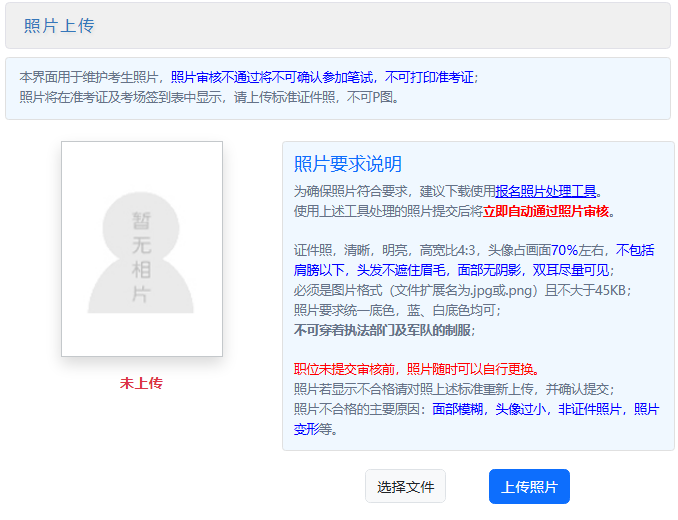 照片上传
本界面用于维护考生照片，照片审核不通过将不可确认参加笔试，不可打印准考证；
照片将在准考证及考场签到表中显示，请上传标准证件照，不可P图。
暂
无
相
片
未上传
照片要求说明
为确保照片符合要求，建议下载使用报名照片处理工具。
使用上述工具处理的照片提交后将立即自动通过照片审核。
证件照，清晰，明亮，高宽比4:3，头像占画面70%左右，不包括
肩膀以下，头发不遮住眉毛，面部无阴影，双耳尽量可见；
必须是图片格式（文件扩展名为.jpg或.png）且不大于45KB；
照片要求统一底色，蓝、白底色均可；
不可穿着执法部门及军队的制服；
职位未提交审核前，照片随时可以自行更换。
照片若显示不合格请对照上述标准重新上传，并确认提交；
照片不合格的主要原因：面部模糊，头像过小，非证件照片，照片
变形等。
选择文件
上传照片